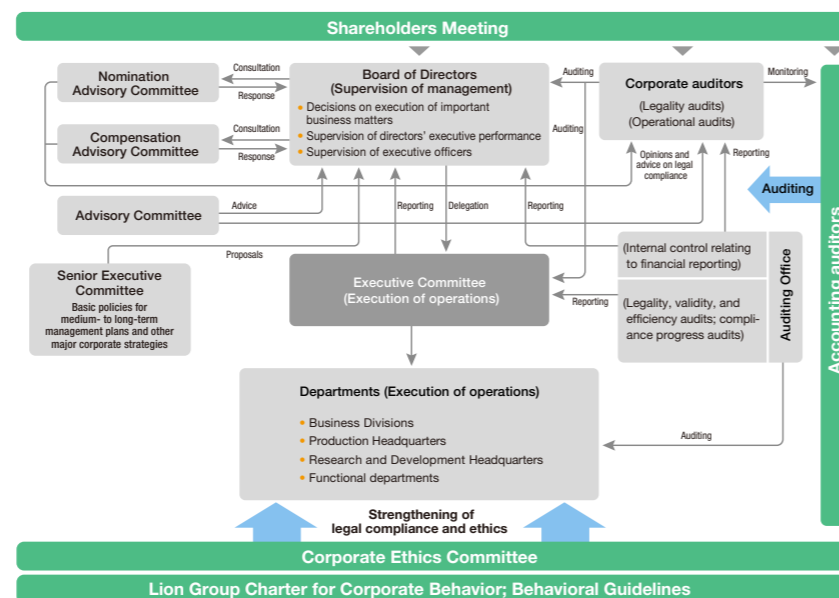 Shareholders Meeting
Nomination
Advisory Committee
Consultation
Response
Board of Directors
(Supervision of management)
• Decisions on execution of important
business matters
• Supervision of directors' executive performance
• Supervision of executive officers
Auditing
Auditing
Corporate auditors
(Legality audits)
(Operational audits)
Monitoring
Compensation
Advisory Committee
Consultation
Response
Opinions and
advice on legal
compliance
Reporting
Auditing
Accounting auditors
Advisory Committee
Advice
Reporting
Delegation
Reporting
Proposals
Senior Executive
Committee
Basic policies for
medium- to long-term
management plans and other
major corporate strategies
Executive Committee
(Execution of operations)
Reporting
(Internal control relating
to financial reporting)
(Legality, validity, and
efficiency audits; compli-
ance progress audits)
Auditing Office
Departments (Execution of operations)
• Business Divisions
• Production Headquarters
• Research and Development Headquarters
• Functional departments
Auditing
Strengthening of
legal compliance and ethics
Corporate Ethics Committee
Lion Group Charter for Corporate Behavior; Behavioral Guidelines